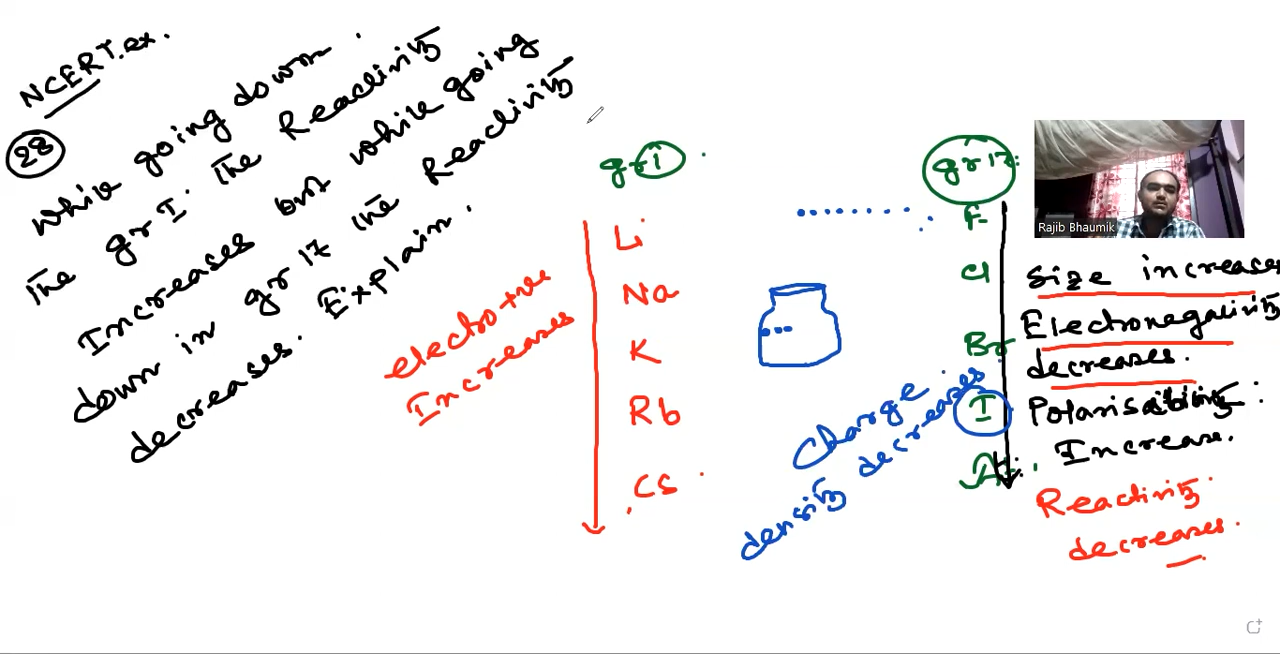 NCERT. ex.
28
While going down.
the gr I. the Reactivity
Increases but while going
down in gr 17 the Reactivity
decreases. Explain.
gr 1
Li
Na
K
Rb
Cs
electro +ve
Increases
gr 17:
F
Cl
Br
I
At
Charge
density decreases
Rajib Bhaumik
Size increases
Electronegativity
decreases.
Polarisability:
Increase.
Reactivity
decreases.